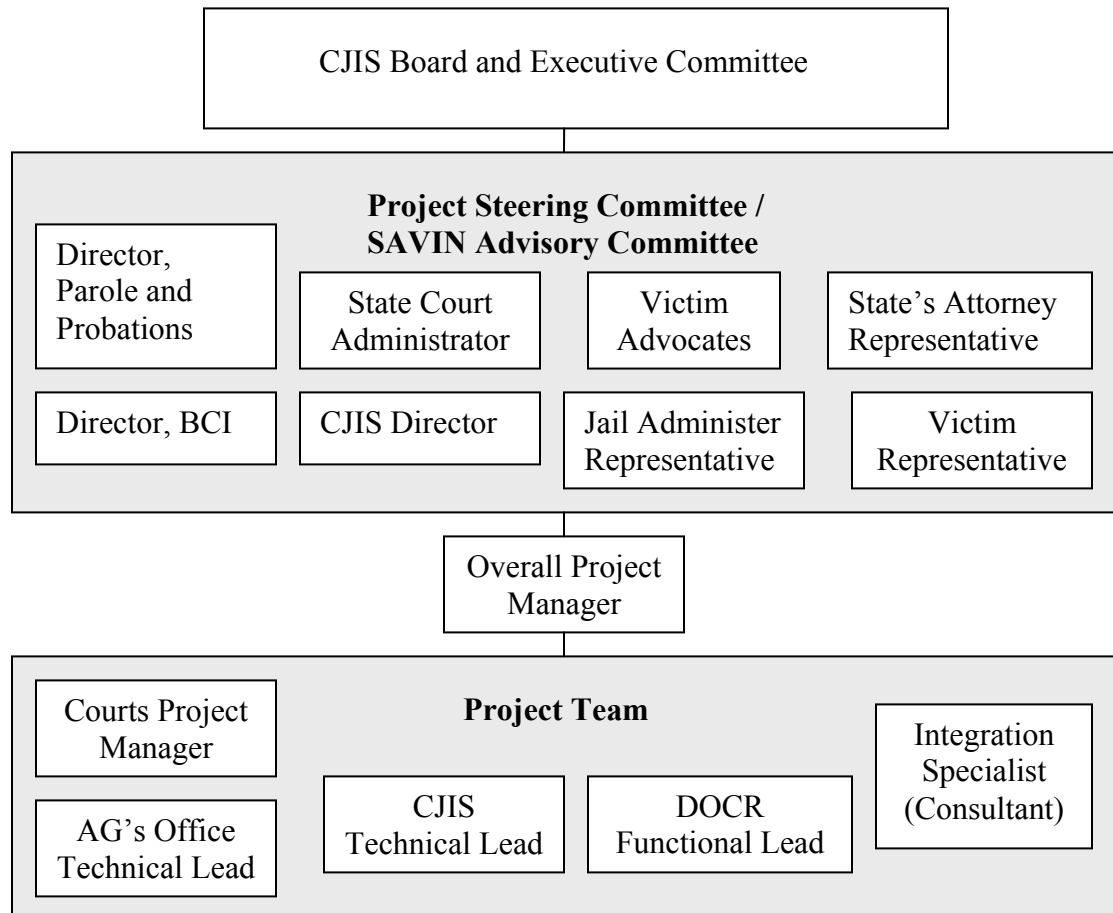 CJIS Board and Executive Committee
Project Steering Committee /
SAVIN Advisory Committee
Director,
Parole and
Probations
State Court
Administrator
Victim
Advocates
State’s Attorney
Representative
Director, BCI
CJIS Director
Jail Administer
Representative
Victim
Representative
Overall Project
Manager
Project Team
Courts Project
Manager
AG’s Office
Technical Lead
CJIS
Technical Lead
DOCR
Functional Lead
Integration
Specialist
(Consultant)